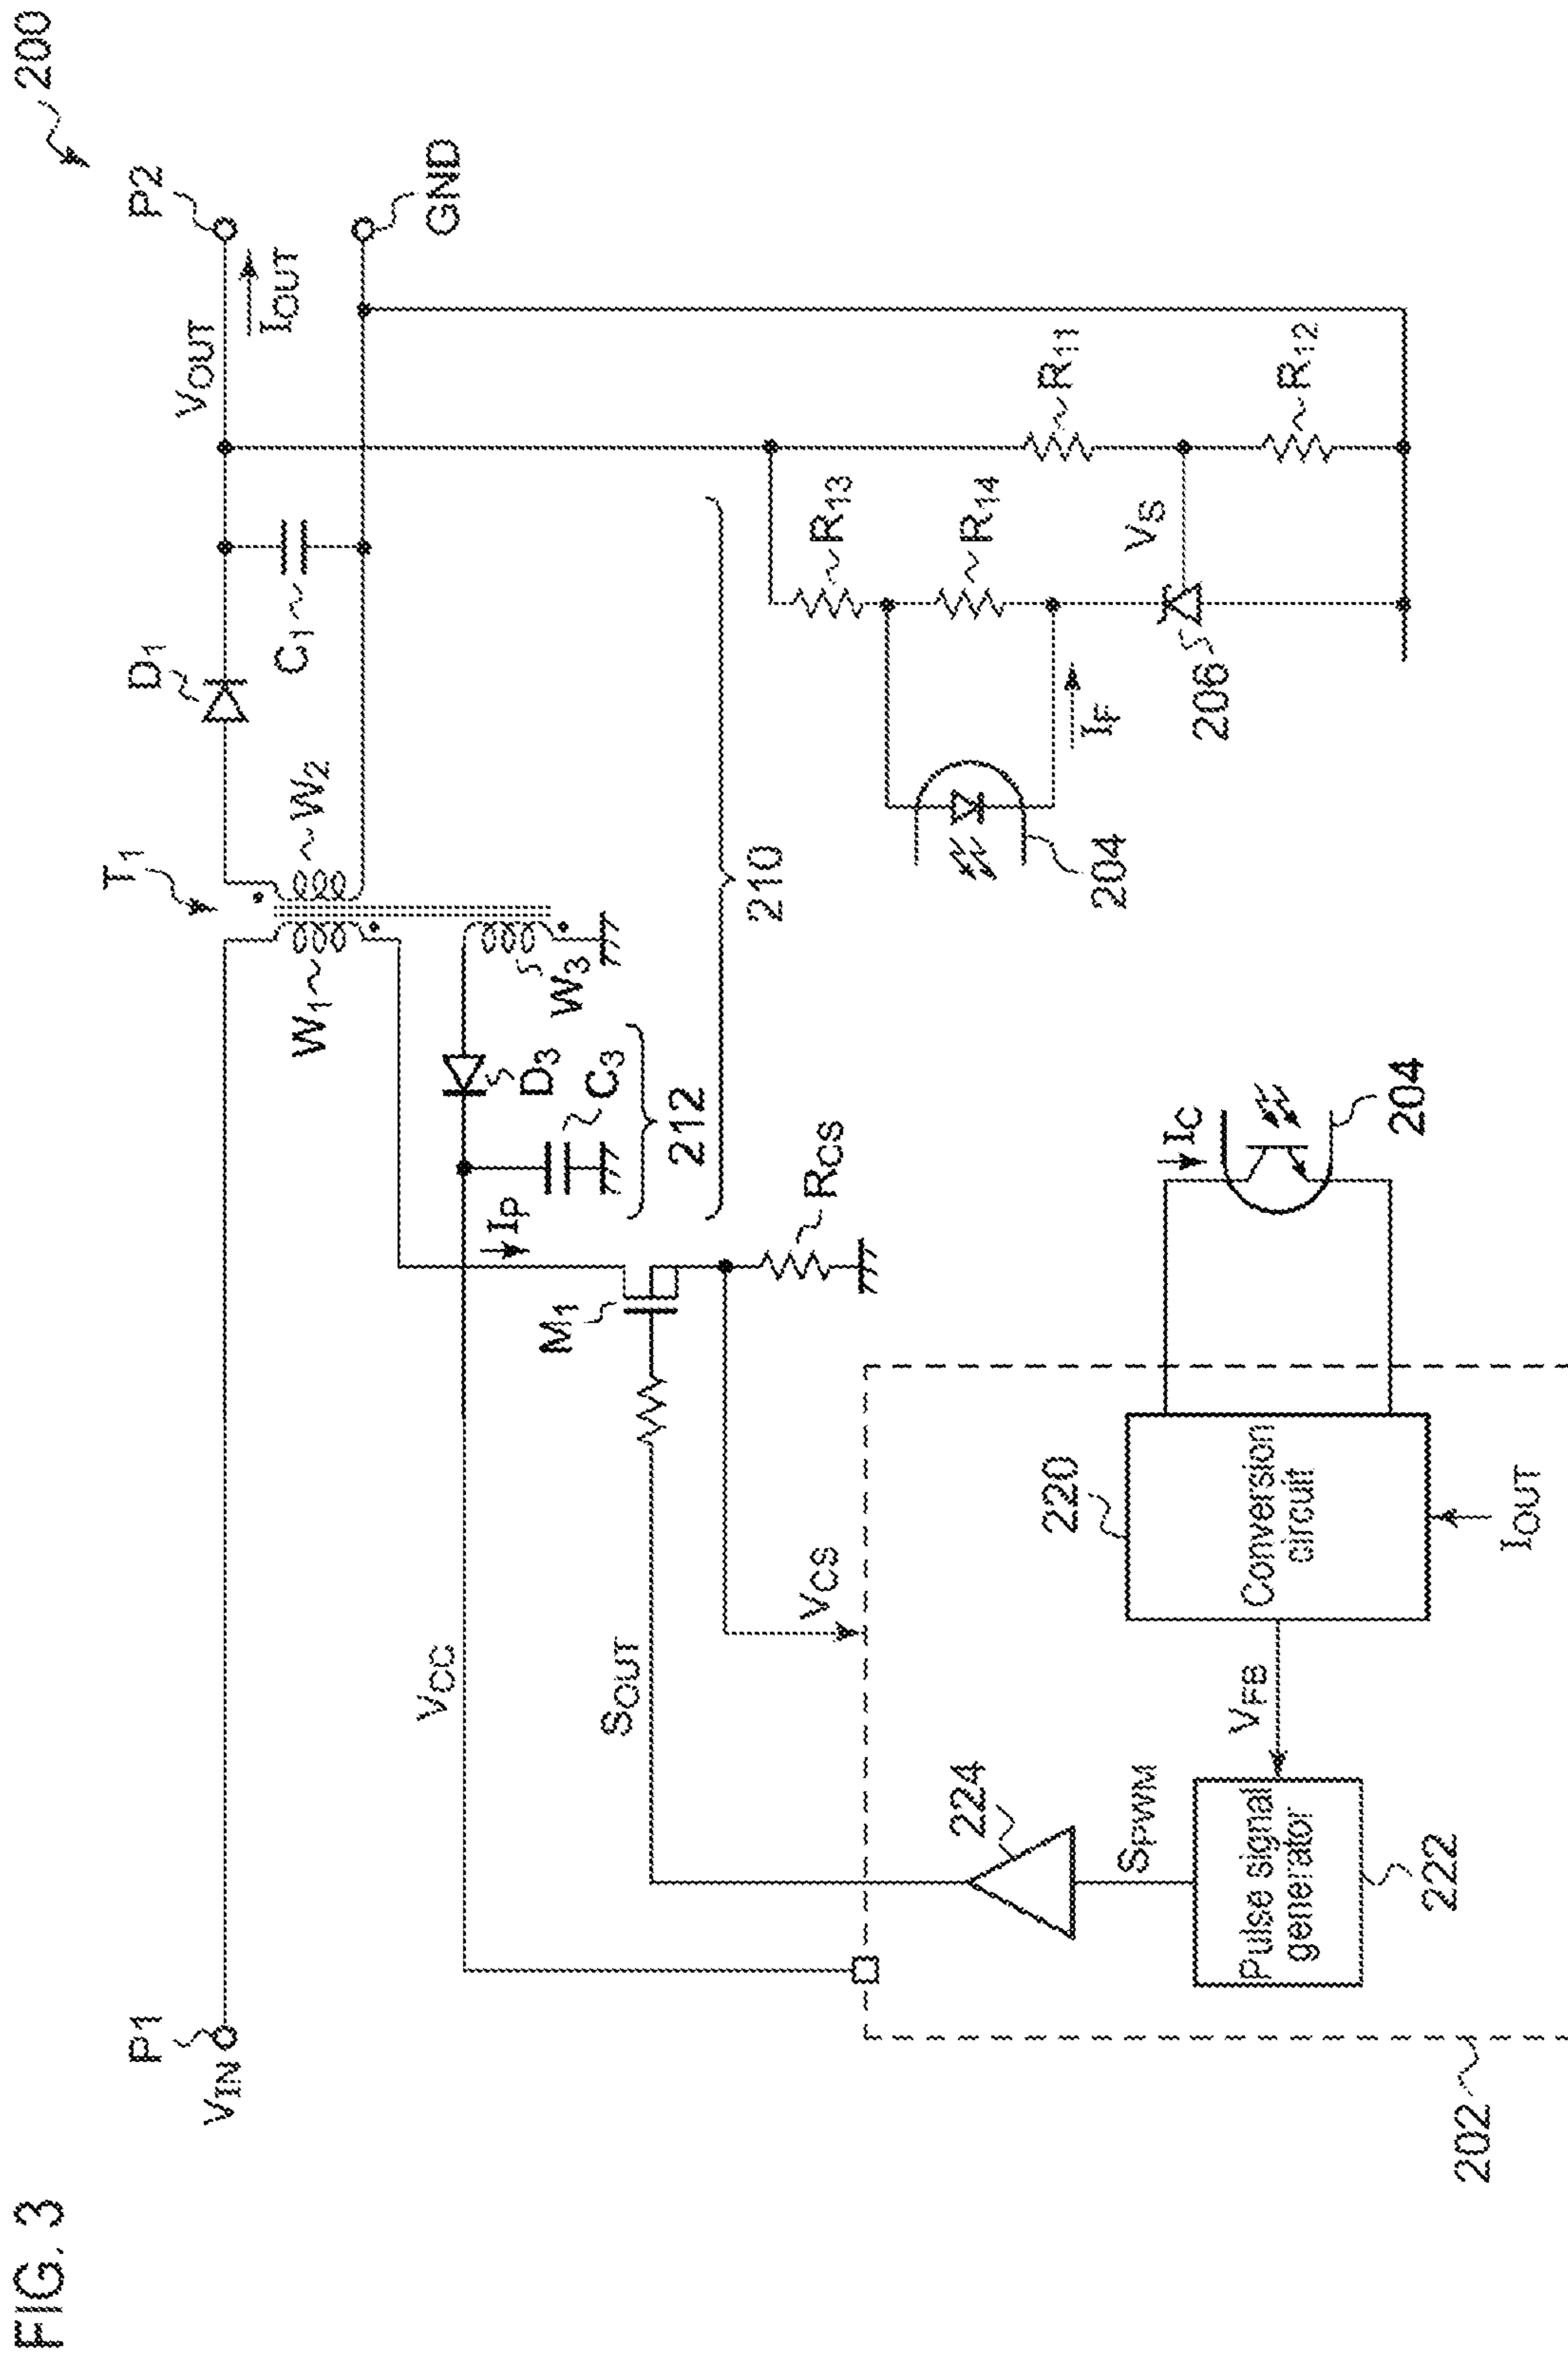 FIG. 3
200
P1
VIN
T1
W1
W2
D1
C1
VOUT
P2
IOUT
GND
VCC
W3
D3
C3
212
210
IP
M1
SOUT
RCS
VCS
R13
R14
R11
R12
VS
206
IF
204
224
SPWM
220
Conversion
circuit
IC
204
VFB
Pulse signal
generator
222
IOUT
202